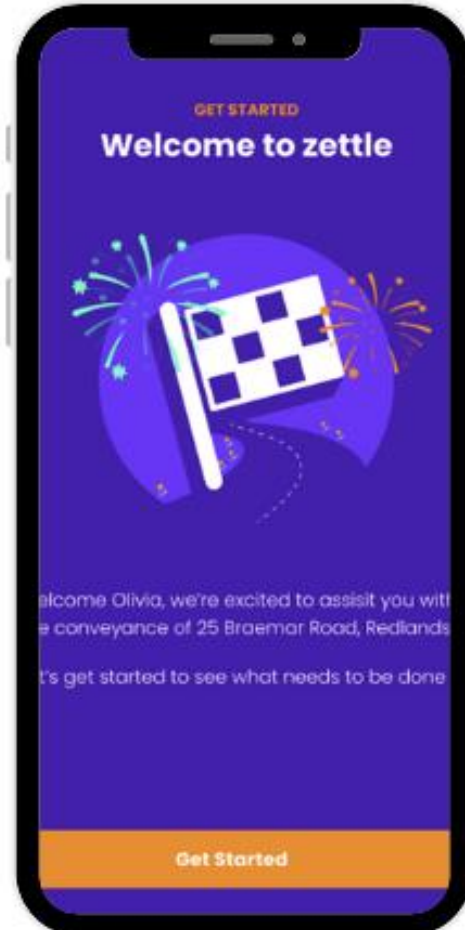 GET STARTED
Welcome to zettle
elcome Olivia, we're excited to assisit you with
e conveyance of 25 Braemar Road, Redlands
t's get started to see what needs to be done
Get Started